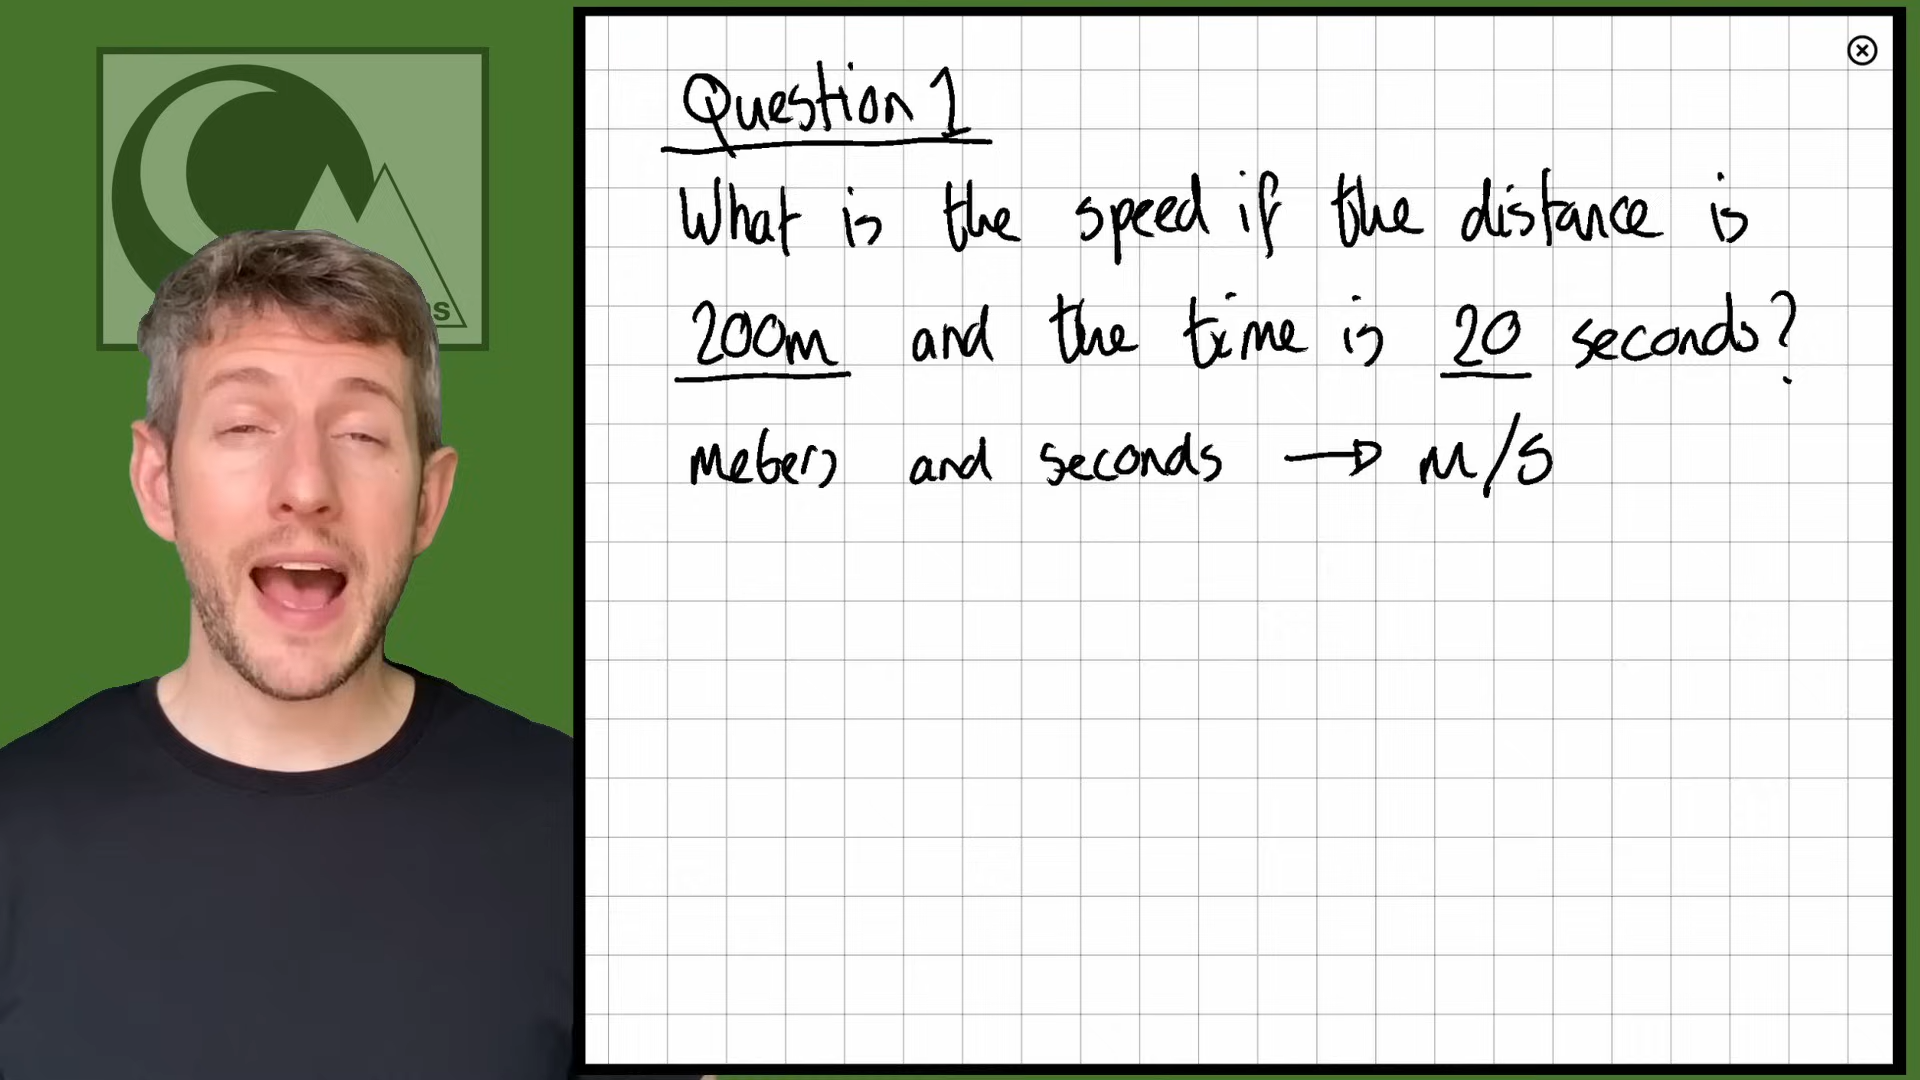 Question 1
What is the speed if the distance is
200m and the time is 20 seconds?
meters and seconds → m/s